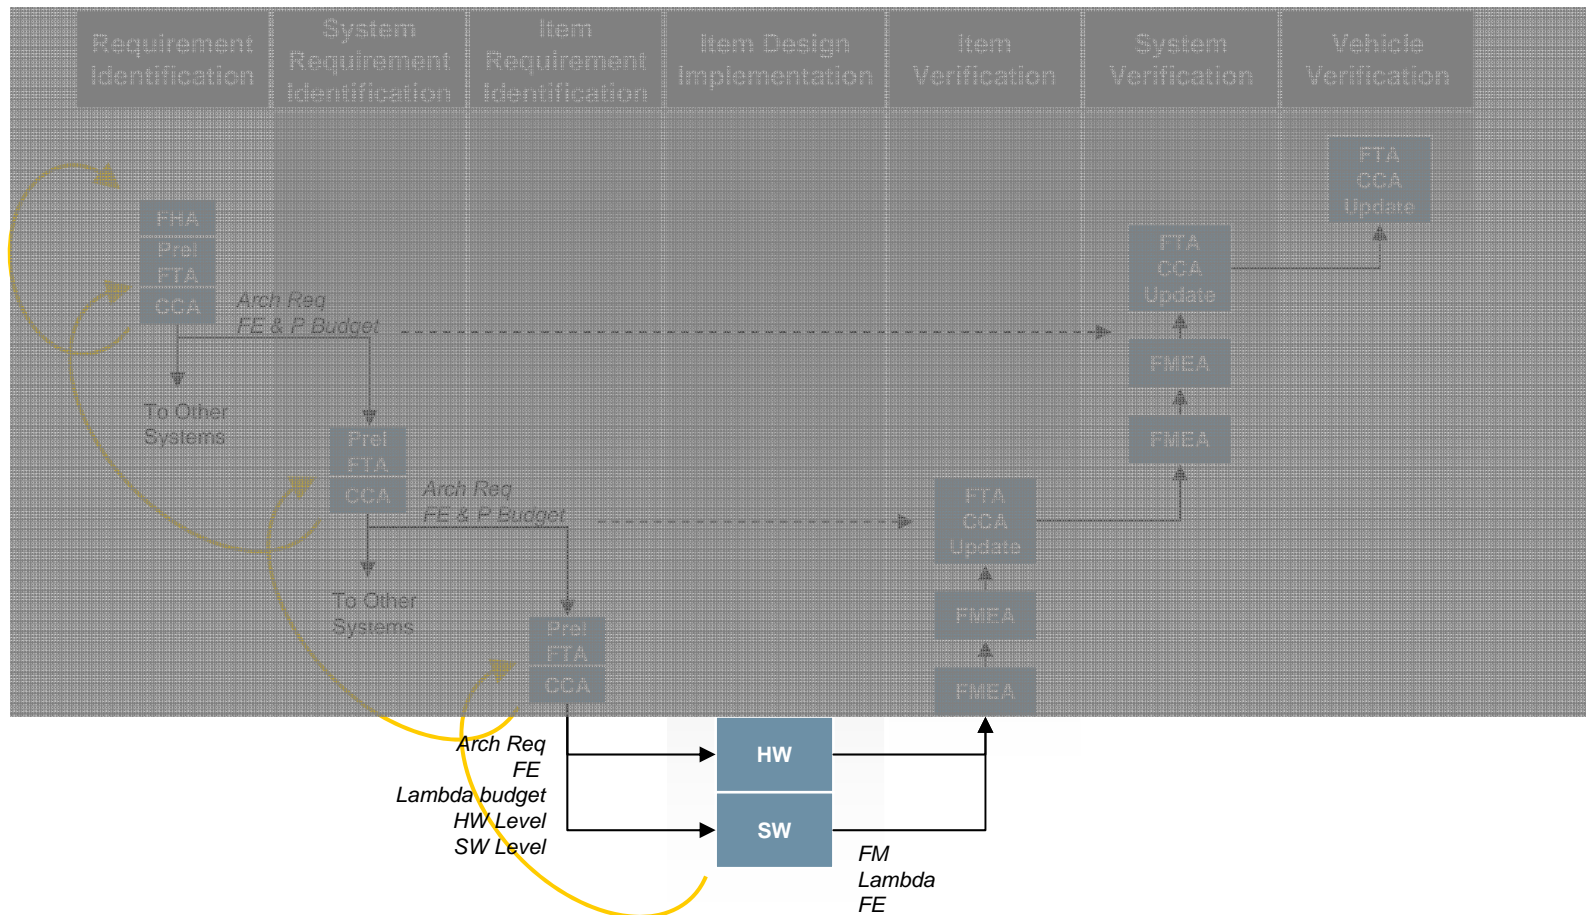 Requirement
Identification
System
Requirement
Identification
Item
Requirement
Identification
Item Design
Implementation
Item
Verification
System
Verification
Vehicle
Verification
FTA
CCA
Update
FHA
Prel
FTA
CCA
Arch Req
FE & P Budget
FTA
CCA
Update
FMEA
To Other
Systems
Prel
FTA
CCA
FMEA
Arch Req
FE & P Budget
FTA
CCA
Update
To Other
Systems
Prel
FTA
CCA
FMEA
FMEA
Arch Req
FE
Lambda budget
HW Level
SW Level
HW
SW
FM
Lambda
FE